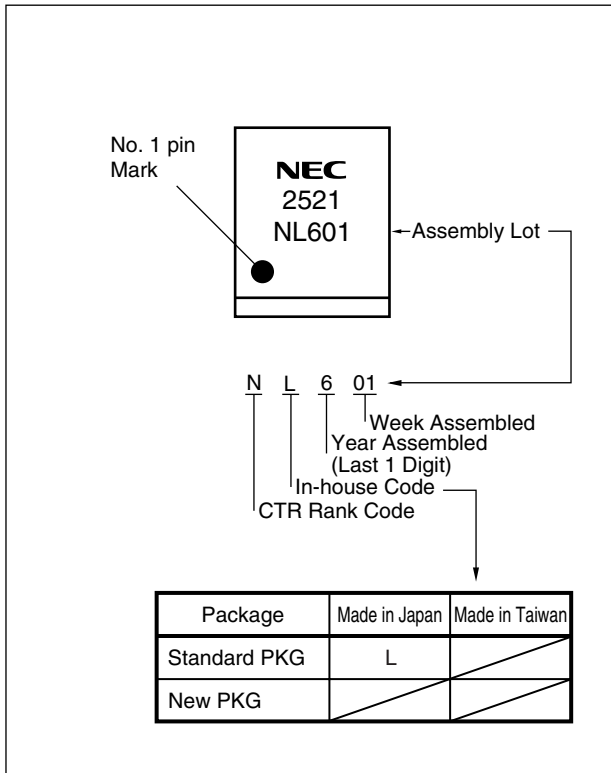 No. 1 pin
Mark
NEC
2521
NL601
Assembly Lot
N L 6 01
Week Assembled
Year Assembled
(Last 1 Digit)
In-house Code
CTR Rank Code
Package Made in Japan Made in Taiwan
Standard PKG L
New PKG